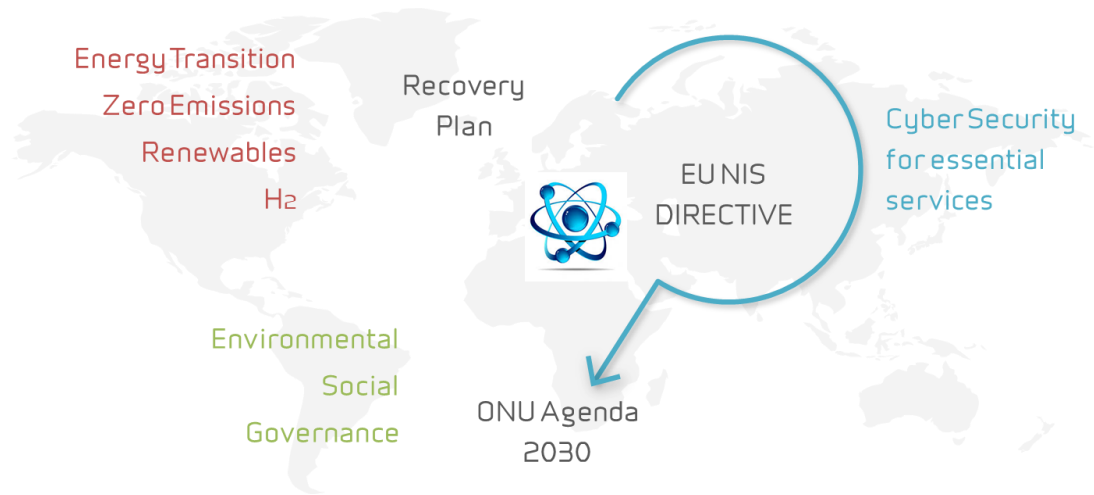 Energy Transition
Zero Emissions
Renewables
H2
Recovery
Plan
EU NIS
DIRECTIVE
Cyber Security
for essential
services
Environmental
Social
Governance
ONU Agenda
2030